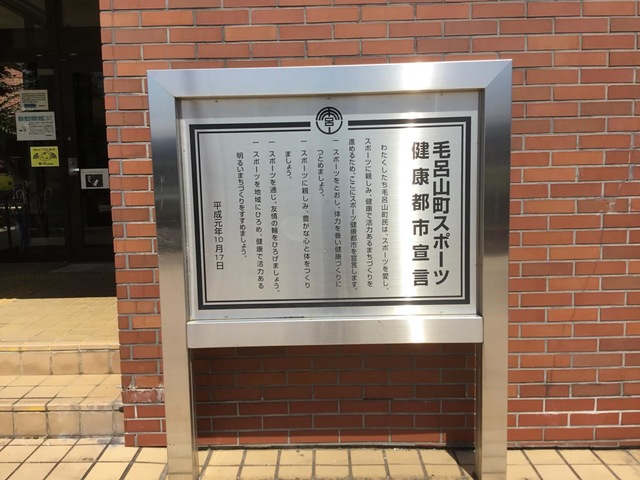 毛呂山町スポーツ
健康都市宣言
わたくしたち毛呂山町民は、スポーツを愛し、
スポーツに親しみ、健康で活力あるまちづくりを
進めるため、ここにスポーツ健康都市を宣言します。
一 スポーツをとおし、体力を養い健康づくりに
つとめましょう。
一 スポーツに親しみ、豊かな心と体をつくり
ましょう。
一 スポーツを通じ、友情の輪をひろげましょう。
一 スポーツを地域にひろめ、健康で活力ある
明るいまちづくりをすすめましょう。
平成元年10月17日